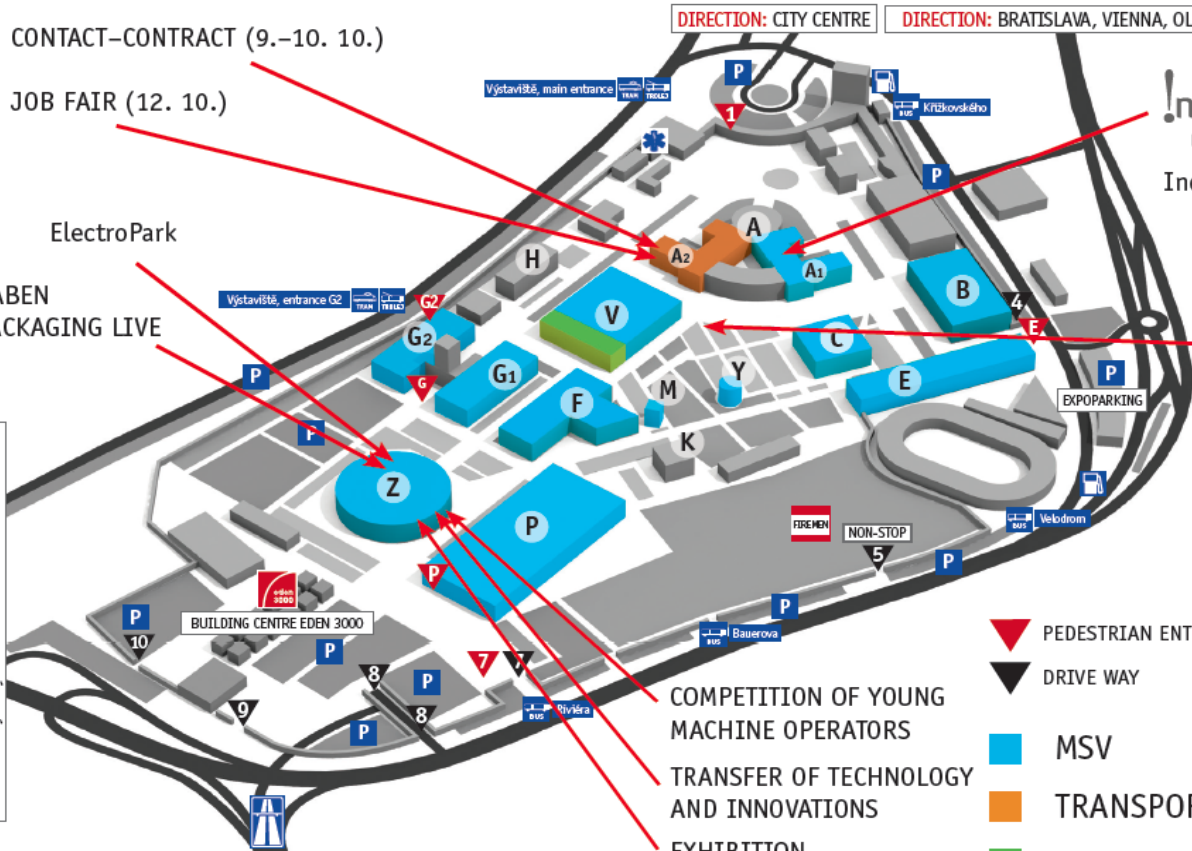 DIRECTION: CITY CENTRE
DIRECTION: BRATISLAVA, VIENNA, OL
CONTACT–CONTRACT (9.–10. 10.)
JOB FAIR (12. 10.)
Výstaviště, main entrance
TRAM
TROLEJ
P
1
BUS
Křížkovského
P
ElectroPark
ABEN
ACKAGING LIVE
Výstaviště, entrance G2
TRAM
TROLEJ
A
A2
A1
H
B
V
C
G2
G2
G1
G
4
E
E
F
M
Y
K
P
P
P
EXPOPARKING
Z
P
P
FIREMEN
NON-STOP
5
BUS
Velodrom
P
eden
3000
BUILDING CENTRE EDEN 3000
P
10
P
P
P
P
8
8
9
7
7
BUS
Bauerova
BUS
Riviéra
PEDESTRIAN ENT
DRIVE WAY
COMPETITION OF YOUNG
MACHINE OPERATORS
TRANSFER OF TECHNOLOGY
AND INNOVATIONS
EXHIBITION
MSV
TRANSPOR
Ind